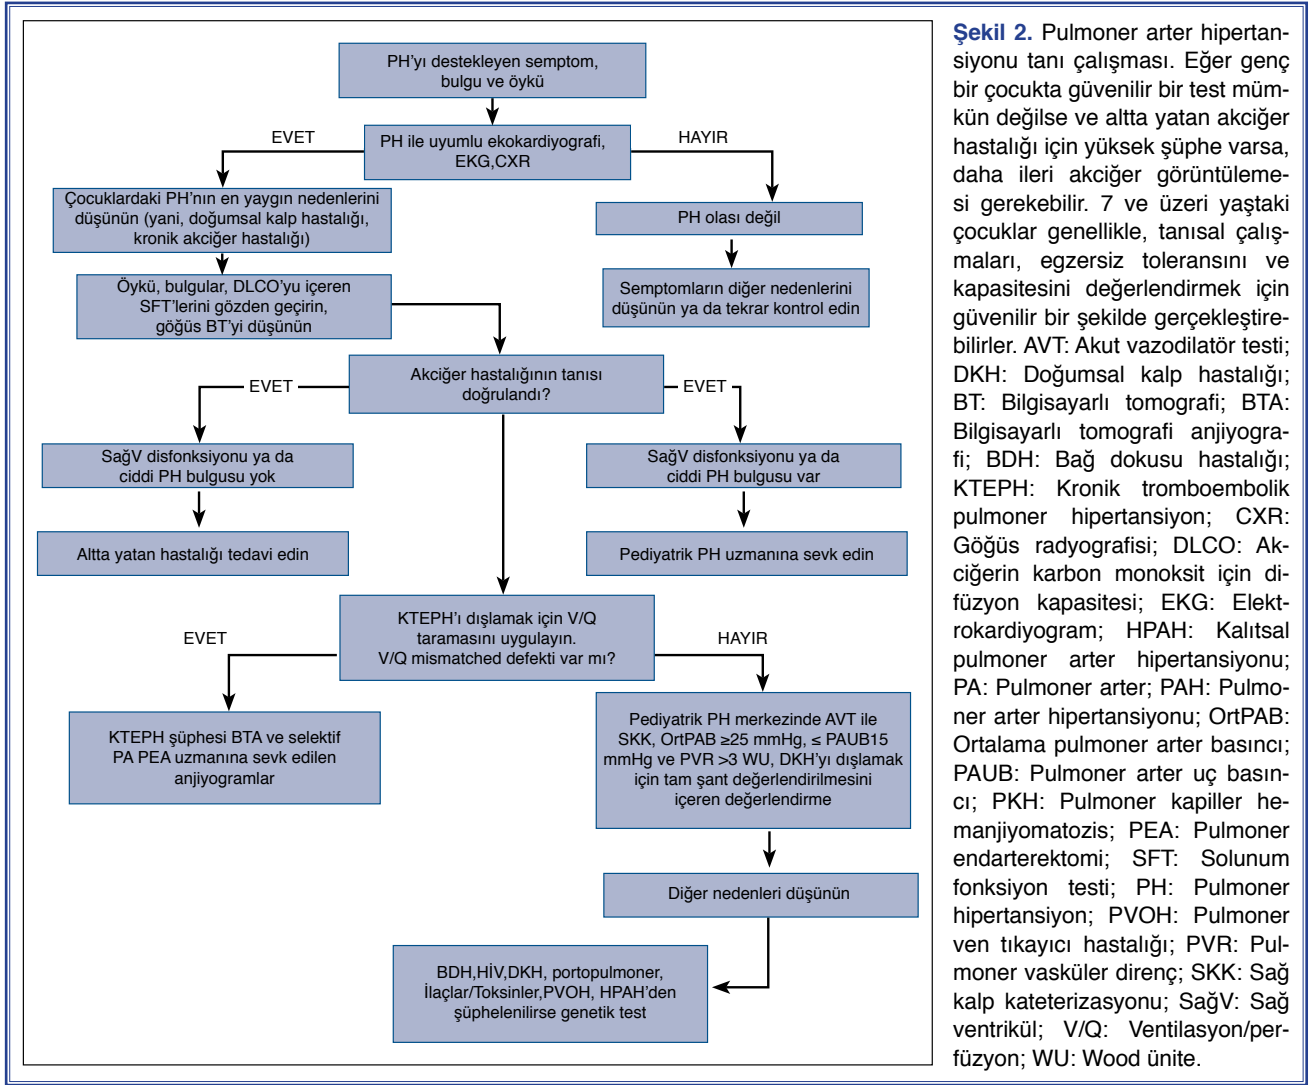 PH'yı destekleyen semptom,
bulgu ve öykü
EVET
PH ile uyumlu ekokardiyografi,
EKG,CXR
HAYIR
Çocuklardaki PH'nın en yaygın nedenlerini
düşünün (yani, doğumsal kalp hastalığı,
kronik akciğer hastalığı)
PH olası değil
Öykü, bulgular, DLCO'yu içeren
SFT'lerini gözden geçirin,
göğüs BT'yi düşünün
Semptomların diğer nedenlerini
düşünün ya da tekrar kontrol edin
EVET
Akciğer hastalığının tanısı
doğrulandı?
EVET
SağV disfonksiyonu ya da
ciddi PH bulgusu yok
SağV disfonksiyonu ya da
ciddi PH bulgusu var
Altta yatan hastalığı tedavi edin
Pediyatrik PH uzmanına sevk edin
EVET
KTEPH'ı dışlamak için V/Q
taramasını uygulayın.
V/Q mismatched defekti var mı?
HAYIR
KTEPH şüphesi BTA ve selektif
PA PEA uzmanına sevk edilen
anjiyogramlar
Pediyatrik PH merkezinde AVT ile
SKK, OrtPAB ≥25 mmHg, ≤ PAUB15
mmHg ve PVR >3 WU, DKH'yı dışlamak
için tam şant değerlendirilmesini
içeren değerlendirme
Diğer nedenleri düşünün
BDH,HİV,DKH, portopulmoner,
İlaçlar/Toksinler,PVOH, HPAH'den
şüphelenilirse genetik test
Şekil 2. Pulmoner arter hipertan-
siyonu tanı çalışması. Eğer genç
bir çocukta güvenilir bir test müm-
kün değilse ve altta yatan akciğer
hastalığı için yüksek şüphe varsa,
daha ileri akciğer görüntüleme-
si gerekebilir. 7 ve üzeri yaştaki
çocuklar genellikle, tanısal çalış-
maları, egzersiz toleransını ve
kapasitesini değerlendirmek için
güvenilir bir şekilde gerçekleştire-
bilirler. AVT: Akut vazodilatör testi;
DKH: Doğumsal kalp hastalığı;
BT: Bilgisayarlı tomografi; BTA:
Bilgisayarlı tomografi anjiyogra-
fi; BDH: Bağ dokusu hastalığı;
KTEPH: Kronik tromboembolik
pulmoner hipertansiyon; CXR:
Göğüs radyografisi; DLCO: Ak-
ciğerin karbon monoksit için di-
füzyon kapasitesi; EKG: Elekt-
rokardiyogram; HPAH: Kalıtsal
pulmoner arter hipertansiyonu;
PA: Pulmoner arter; PAH: Pulmo-
ner arter hipertansiyonu; OrtPAB:
Ortalama pulmoner arter basıncı;
PAUB: Pulmoner arter uç basın-
cı; PKH: Pulmoner kapiller he-
manjiyomatozis; PEA: Pulmoner
endarterektomi; SFT: Solunum
fonksiyon testi; PH: Pulmoner
hipertansiyon; PVOH: Pulmoner
ven tıkayıcı hastalığı; PVR: Pul-
moner vasküler direnç; SKK: Sağ
kalp kateterizasyonu; SağV: Sağ
ventrikül; V/Q: Ventilasyon/per-
füzyon; WU: Wood ünite.